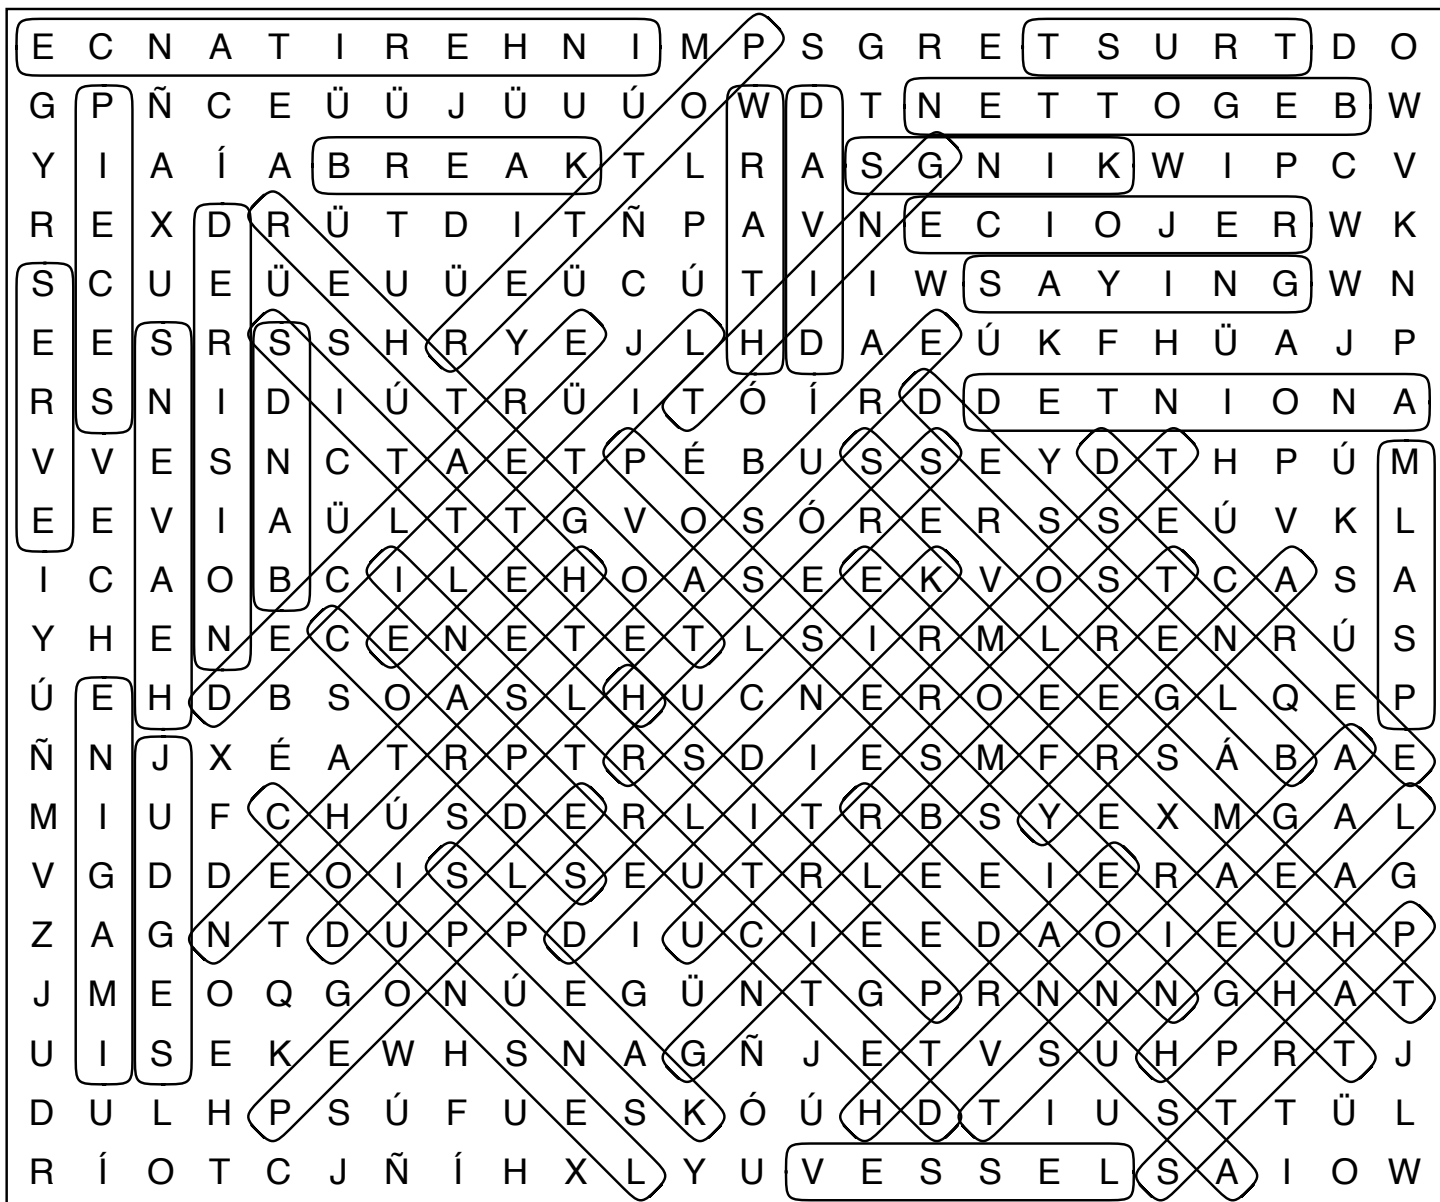 E C N A T I R E H N I M P S G R E T S U R T D O
G P Ñ C E Ü Ü J Ü U Ú O W D T N E T T O G E B W
Y I A Í A B R E A K T L R A S G N I K W I P C V
R E X D R Ü T D I T Ñ P A V N E C I O J E R W K
S C U E Ü E U Ü E Ü C Ú T I I W S A Y I N G W N
E E S R S S H R Y E J L H D A E Ú K F H Ü A J P
R S N I D I Ú T R Ü I T Ó Í R D D E T N I O N A
V V E S N C T A E T P É B U S S E Y D T H P Ú M
E E V I A Ü L T T G V O S Ó R E R S S E Ú V K L
I C A O B C I L E H O A S E E K V O S T C A S A
Y H E N E C E N E T E T L S I R M L R E N R Ú S
Ú E H D B S O A S L H U C N E R O E E G L Q E P
Ñ N J X É A T R P T R S D I E S M F R S Á B A E
M I U F C H Ú S D E R L I T R B S Y E X M G A L
V G D D E O I S L S E U T R L E E I E R A E A G
Z A G N T D U P P D I U C I E E D A O I E U H P
J M E O Q G O N Ú E G Ü N T G P R N N N G H A T
U I S E K E W H S N A G Ñ J E T V S U H P R T J
D U L H P S Ú F U E S K Ó Ú H D T I U S T T Ü L
R Í O T C J Ñ Í H X L Y U V E S S E L S A I O W